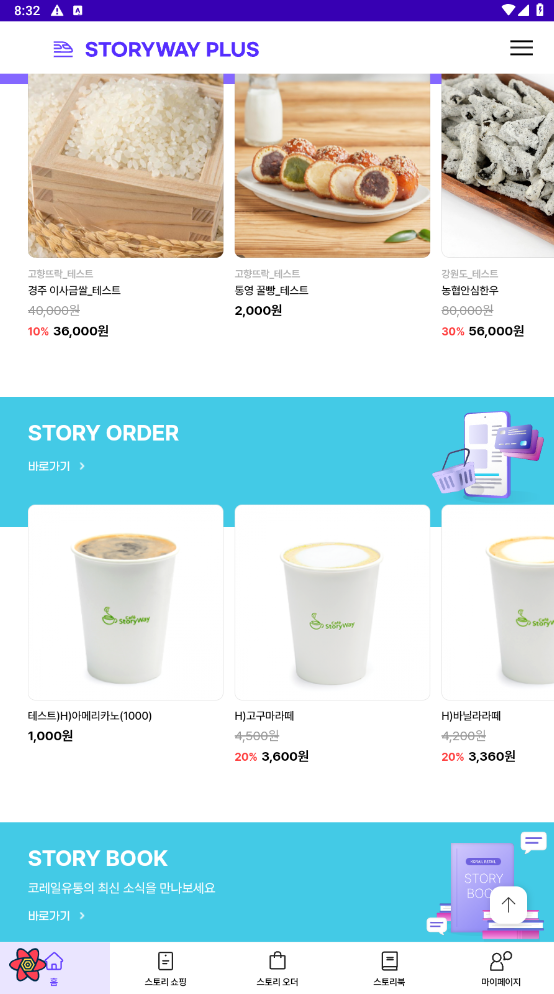 8:32
STORYWAY PLUS
고향뜨락_테스트
경주 이사금쌀_테스트
40,000원
10% 36,000원
고향뜨락_테스트
통영 꿀빵_테스트
2,000원
강원도_테스트
농협안심한우
80,000원
30% 56,000원
STORY ORDER
바로가기
Café
StoryWay
Café
StoryWay
테스트)H)아메리카노(1000)
1,000원
H)고구마라떼
4,500원
20% 3,600원
H)바닐라라떼
4,200원
20% 3,360원
STORY BOOK
코레일유통의 최신 소식을 만나보세요
바로가기
STORY
홈
스토리 쇼핑
스토리 오더
스토리북
마이페이지